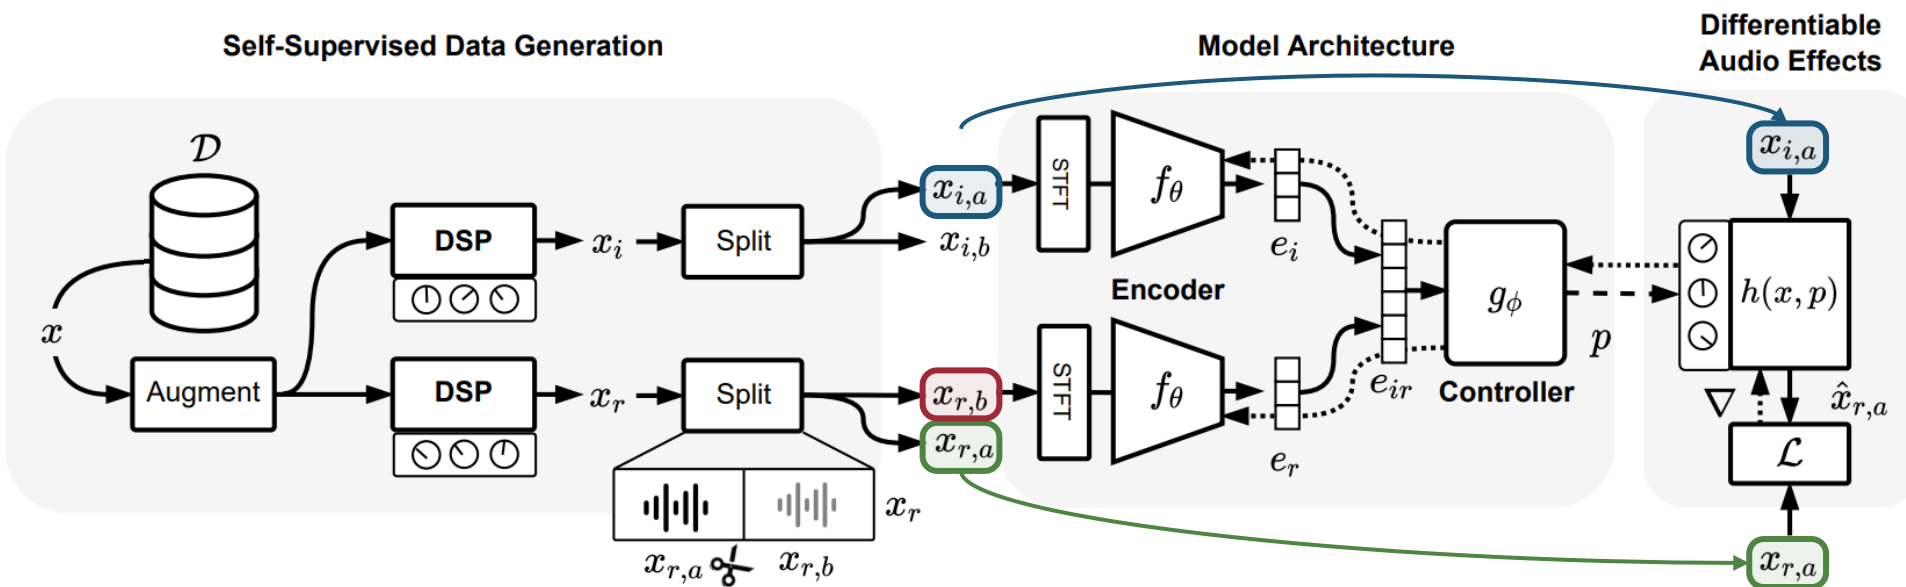 Self-Supervised Data Generation
Model Architecture
Differentiable
Audio Effects
𝒟
x
Augment
DSP
x_i
Split
x_{i,a}
x_{i,b}
DSP
x_r
Split
x_{r,b}
x_{r,a}
x_r
x_{r,a}
x_{r,b}
STFT
f_θ
e_i
Encoder
STFT
f_θ
e_r
e_{ir}
g_ϕ
Controller
p
x_{i,a}
h(x, p)
∇
x̂_{r,a}
ℒ
x_{r,a}